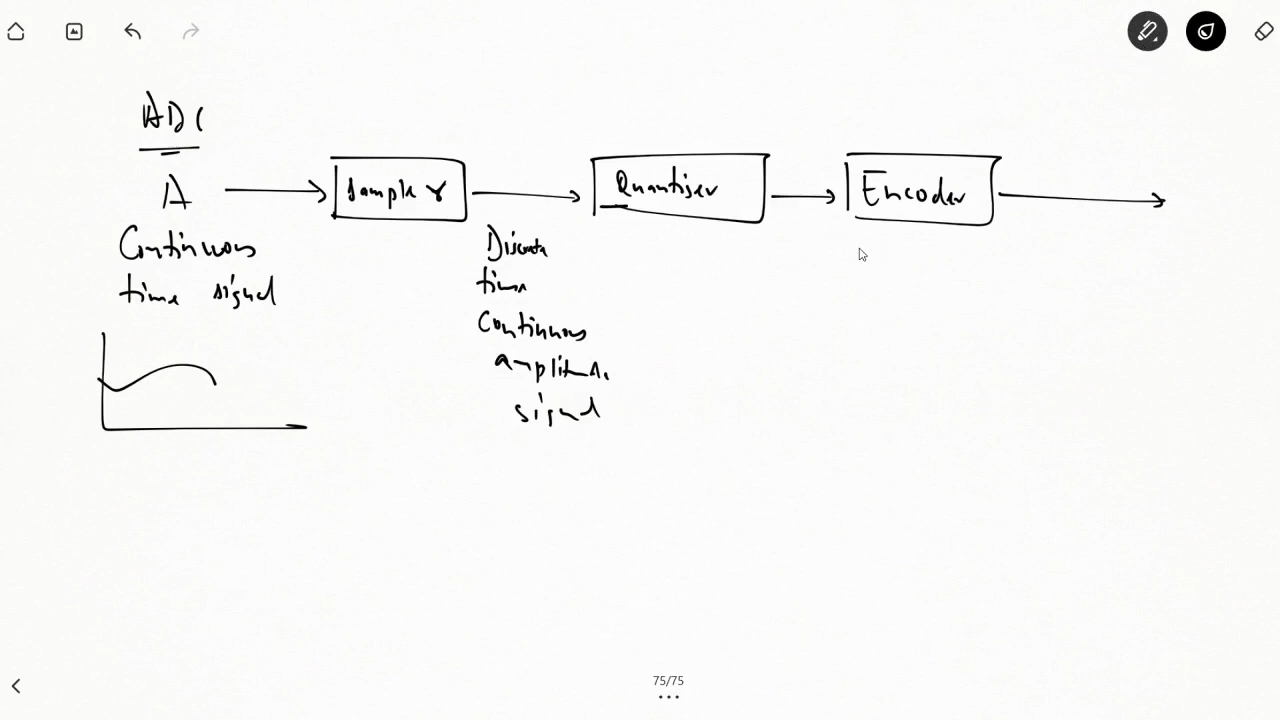 ADC
A
Sampler
Quantiser
Encoder
Continuous
time signal
Discrete
time
Continuous
amplitude
signal
75/75